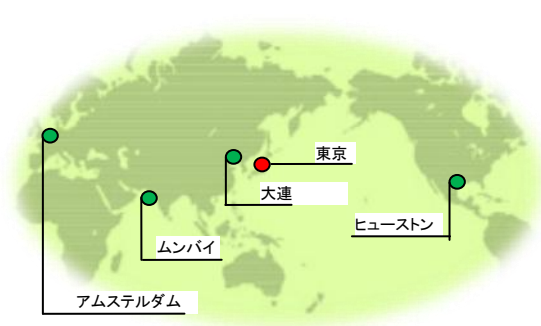 東京
大連
ヒューストン
ムンバイ
アムステルダム